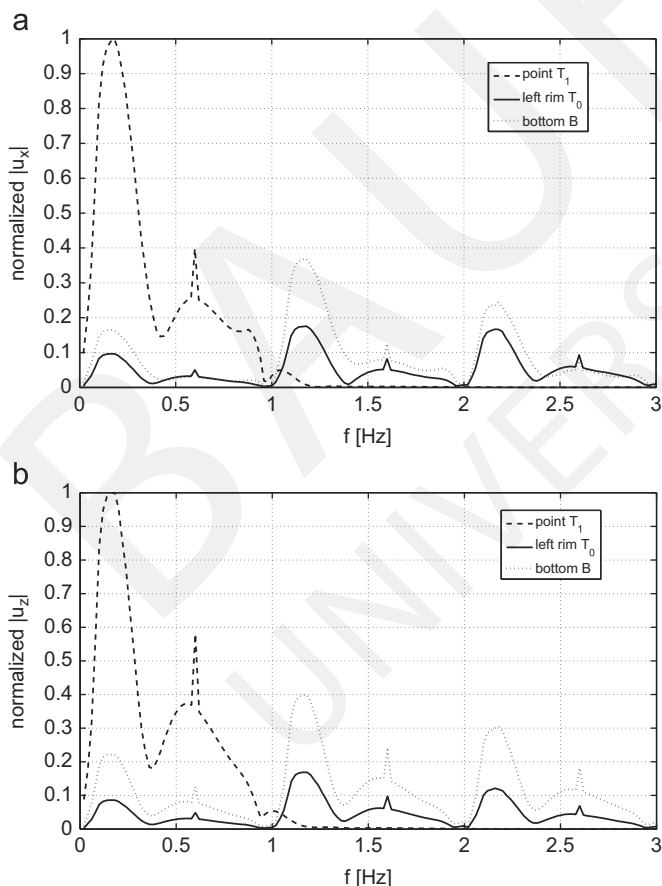 a
1
0.9
0.8
0.7
0.6
0.5
0.4
0.3
0.2
0.1
0
normalized |u_x|
point T_1
left rim T_0
bottom B
0 0.5 1 1.5 2 2.5 3
f [Hz]
b
1
0.9
0.8
0.7
0.6
0.5
0.4
0.3
0.2
0.1
0
normalized |u_z|
point T_1
left rim T_0
bottom B
0 0.5 1 1.5 2 2.5 3
f [Hz]
BAU
UNIVERS